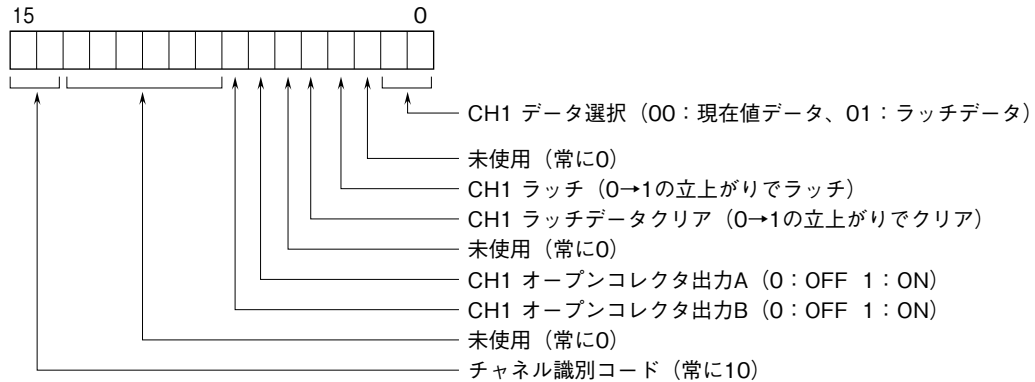 15 0
CH1 データ選択（00：現在値データ、01：ラッチデータ）
未使用（常に0）
CH1 ラッチ（0→1の立上がりでラッチ）
CH1 ラッチデータクリア（0→1の立上がりでクリア）
未使用（常に0）
CH1 オープンコレクタ出力A（0：OFF 1：ON）
CH1 オープンコレクタ出力B（0：OFF 1：ON）
未使用（常に0）
チャネル識別コード（常に10）